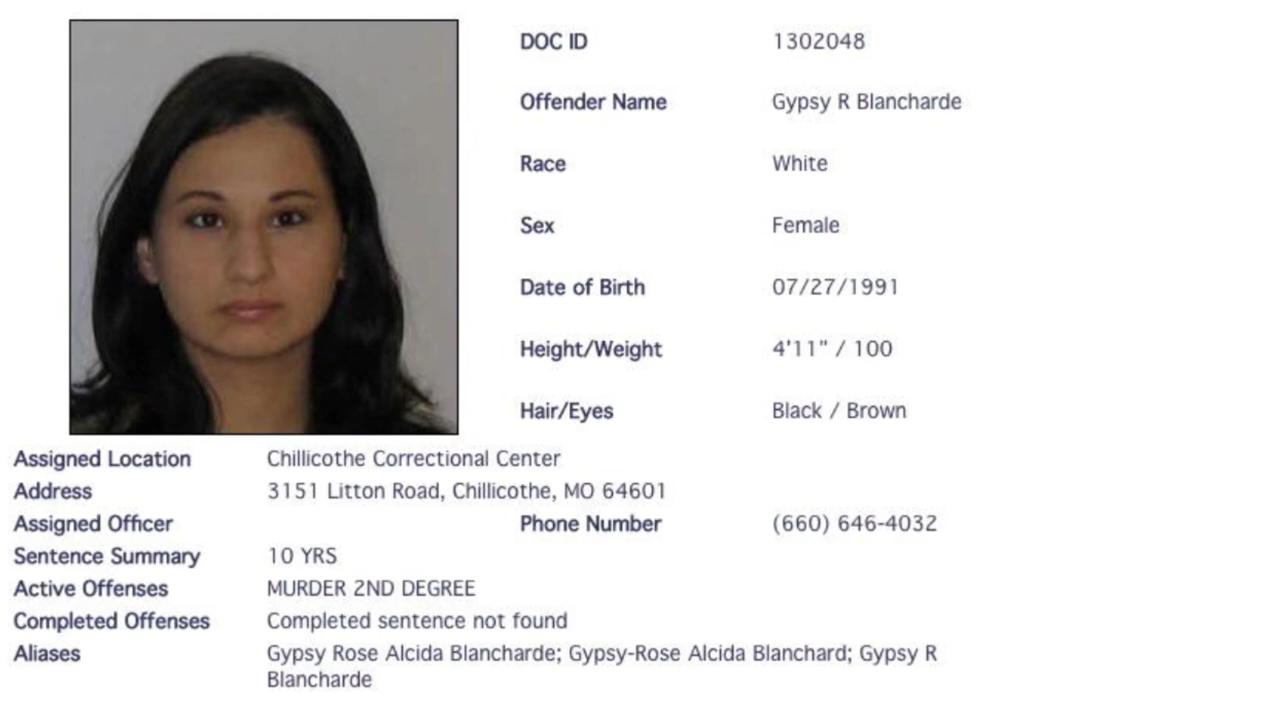 DOC ID 1302048
Offender Name Gypsy R Blancharde
Race White
Sex Female
Date of Birth 07/27/1991
Height/Weight 4'11" / 100
Hair/Eyes Black / Brown
Assigned Location Chillicothe Correctional Center
Address 3151 Litton Road, Chillicothe, MO 64601
Assigned Officer Phone Number (660) 646-4032
Sentence Summary 10 YRS
Active Offenses MURDER 2ND DEGREE
Completed Offenses Completed sentence not found
Aliases Gypsy Rose Alcida Blancharde; Gypsy-Rose Alcida Blanchard; Gypsy R
Blancharde